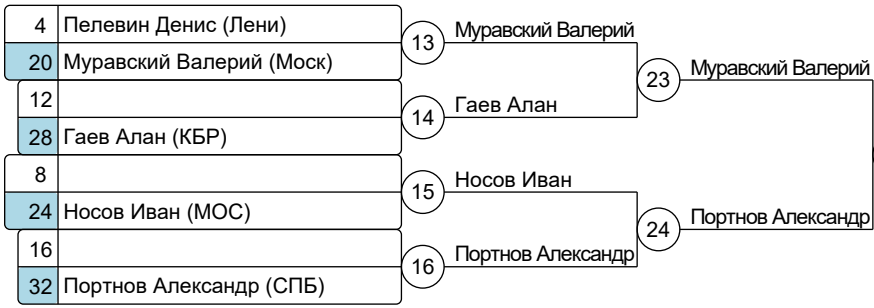 4 Пелевин Денис (Лени)
20 Муравский Валерий (Моск)
13 Муравский Валерий
12
28 Гаев Алан (КБР)
14 Гаев Алан
23 Муравский Валерий
8
24 Носов Иван (МОС)
15 Носов Иван
16
32 Портнов Александр (СПБ)
16 Портнов Александр
24 Портнов Александр